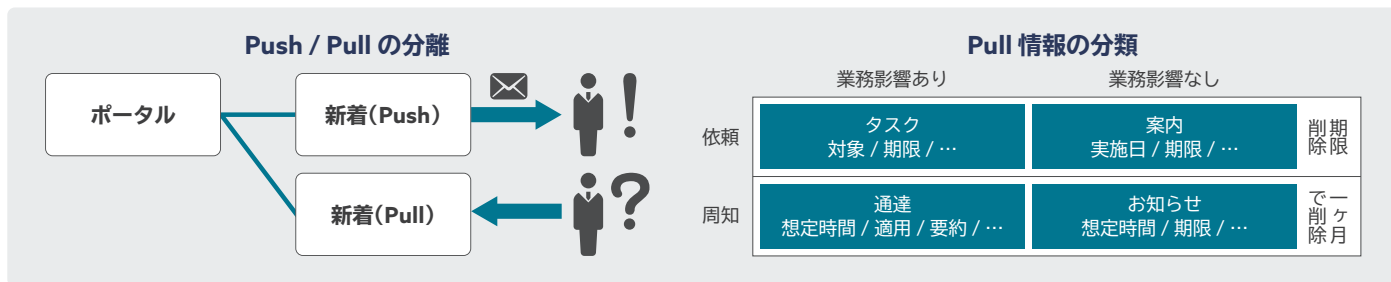 Push / Pull の分離
ポータル
新着(Push)
!
新着(Pull)
?
Pull 情報の分類
業務影響あり
業務影響なし
依頼
タスク
対象 / 期限 / …
案内
実施日 / 期限 / …
期限
削除
周知
通達
想定時間 / 適用 / 要約 / …
お知らせ
想定時間 / 期限 / …
一ヶ月
で削除